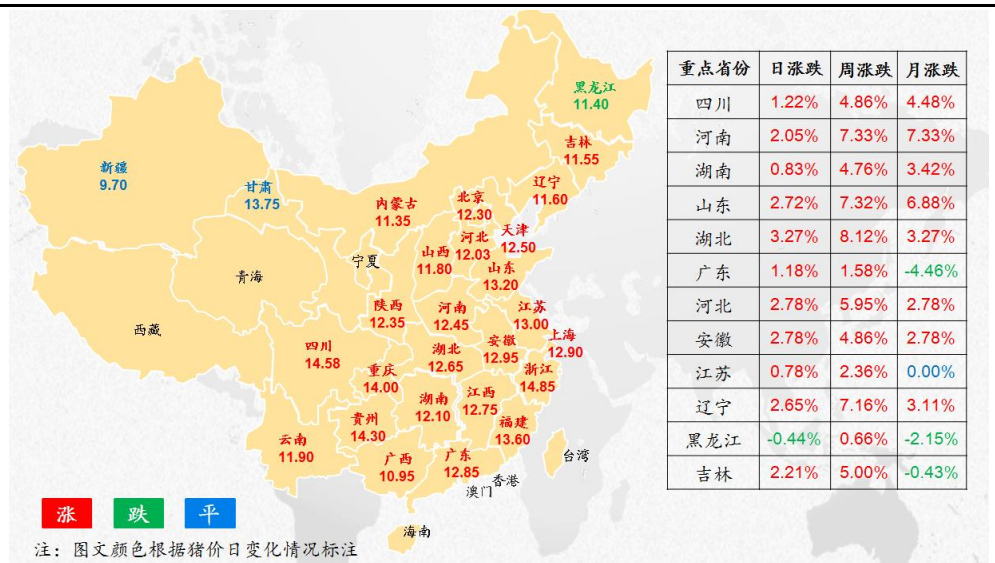 黑龙江
11.40
吉林
11.55
新疆
9.70
甘肃
13.75
辽宁
11.60
内蒙古
11.35
北京
12.30
天津
12.50
河北
12.03
山西
11.80
宁夏
山东
13.20
青海
西藏
陕西
12.35
河南
12.45
江苏
13.00
上海
12.90
安徽
12.95
四川
14.58
湖北
12.65
重庆
14.00
浙江
14.85
湖南
12.10
江西
12.75
贵州
14.30
福建
13.60
云南
11.90
广西
10.95
广东
12.85
台湾
香港
澳门
海南
重点省份 日涨跌 周涨跌 月涨跌
四川 1.22% 4.86% 4.48%
河南 2.05% 7.33% 7.33%
湖南 0.83% 4.76% 3.42%
山东 2.72% 7.32% 6.88%
湖北 3.27% 8.12% 3.27%
广东 1.18% 1.58% -4.46%
河北 2.78% 5.95% 2.78%
安徽 2.78% 4.86% 2.78%
江苏 0.78% 2.36% 0.00%
辽宁 2.65% 7.16% 3.11%
黑龙江 -0.44% 0.66% -2.15%
吉林 2.21% 5.00% -0.43%
涨 跌 平
注：图文颜色根据猪价日变化情况标注